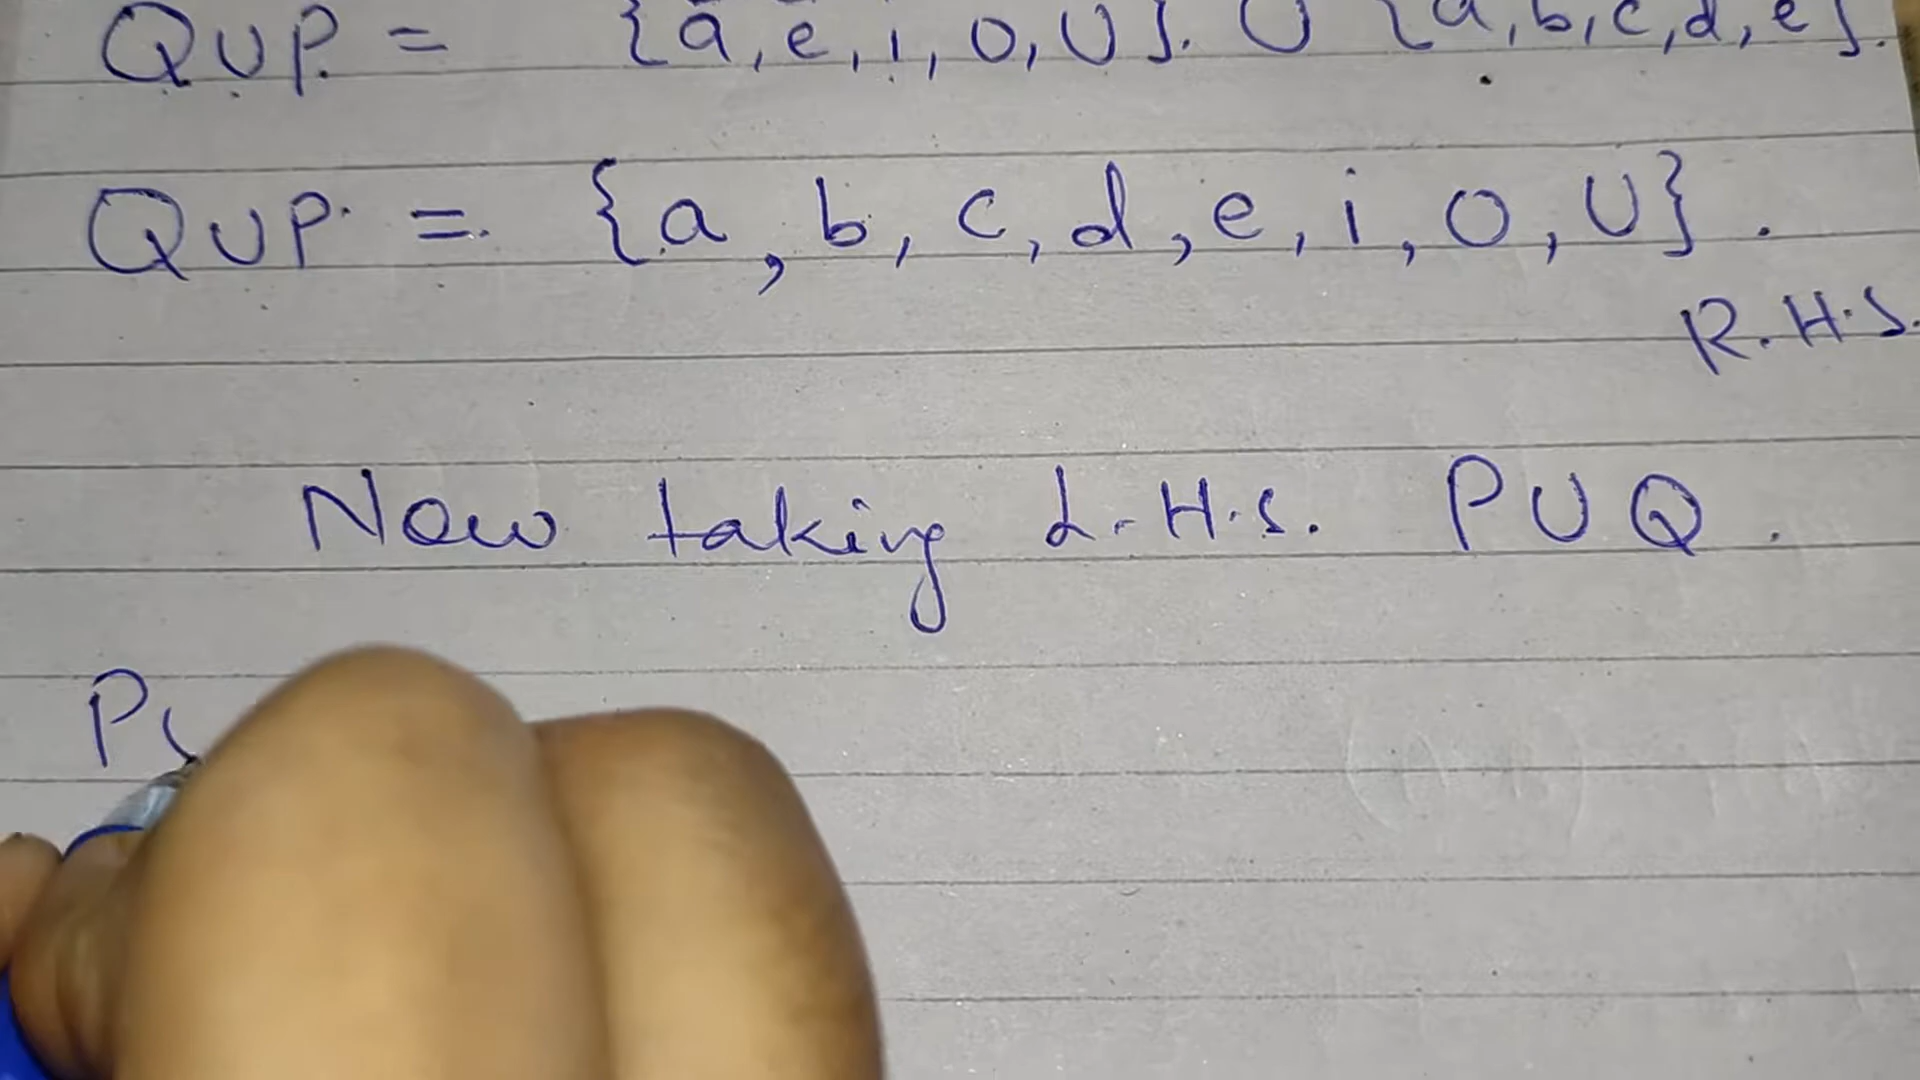 Q∪P. = {a, e, i, o, U}. ∪ {a, b, c, d, e}.
Q∪P. = {a, b, c, d, e, i, o, U}.
R.H.S.
Now taking L.H.S. P∪Q.
P∪